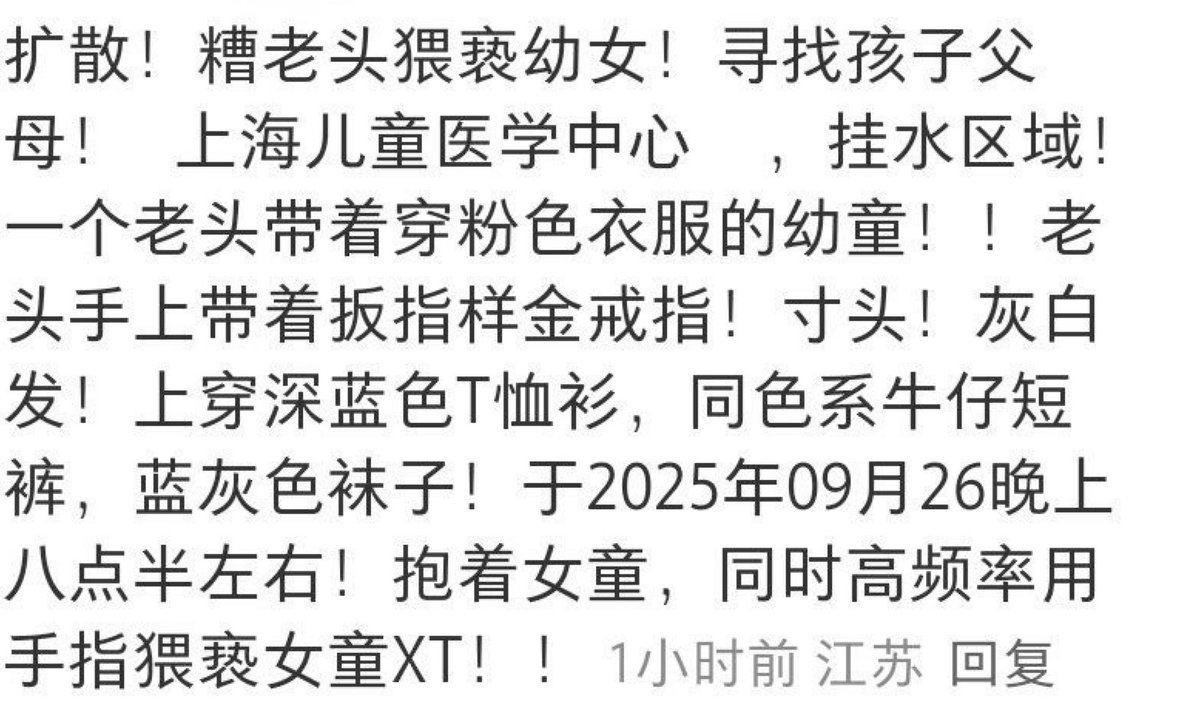 扩散！糟老头猥亵幼女！寻找孩子父
母！ 上海儿童医学中心 ，挂水区域！
一个老头带着穿粉色衣服的幼童！！老
头手上带着扳指样金戒指！寸头！灰白
发！上穿深蓝色T恤衫，同色系牛仔短
裤，蓝灰色袜子！于2025年09月26晚上
八点半左右！抱着女童，同时高频率用
手指猥亵女童XT！！ 1小时前 江苏 回复